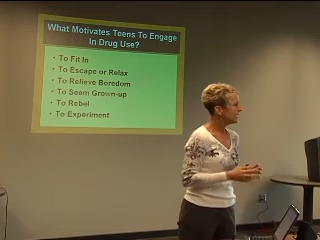 What Motivates Teens To Engage
In Drug Use?
• To Fit In
• To Escape or Relax
• To Relieve Boredom
• To Seem Grown-up
• To Rebel
• To Experiment